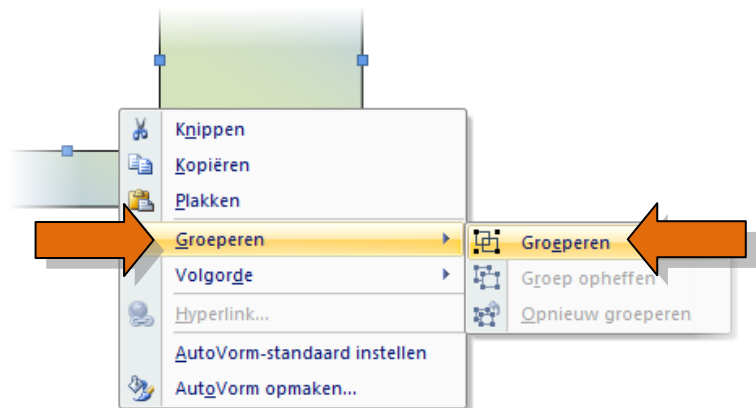 Knippen
Kopiëren
Plakken
Groeperen
Groeperen
Volgorde
Groep opheffen
Hyperlink...
Opnieuw groeperen
AutoVorm-standaard instellen
AutoVorm opmaken...